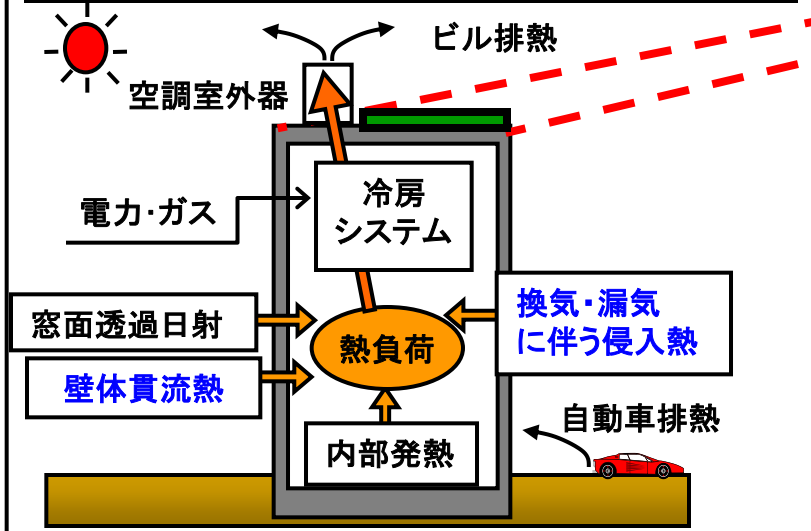 ビル排熱
空調室外器
冷房
システム
電力・ガス
窓面透過日射
換気・漏気
に伴う侵入熱
熱負荷
壁体貫流熱
自動車排熱
内部発熱